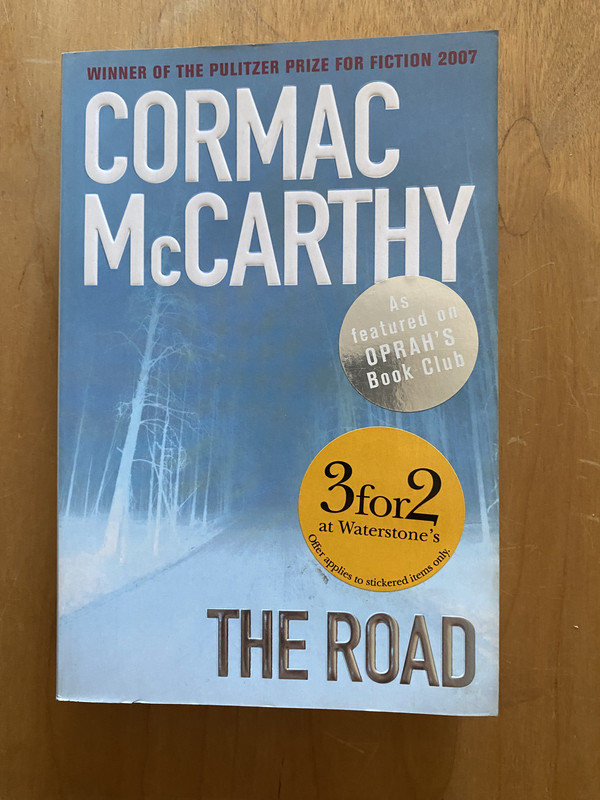 WINNER OF THE PULITZER PRIZE FOR FICTION 2007
CORMAC
McCARTHY
As
featured on
OPRAH'S
Book Club
3for2
at Waterstone's
Offer applies to stickered items only.
THE ROAD